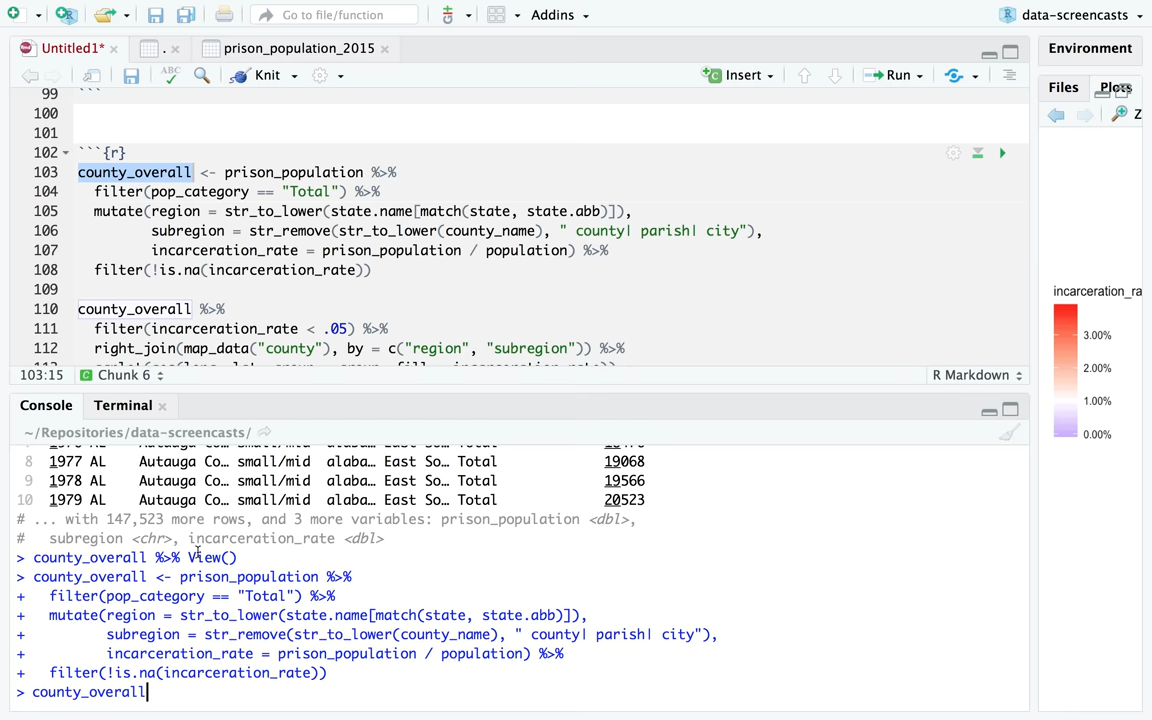 Go to file/function
Addins
data-screencasts
Untitled1*
.
prison_population_2015
Environment
ABC
Knit
Insert
Run
Files
Plots
Z
99 ```
100
101
102 ```{r}
103 county_overall <- prison_population %>%
104 filter(pop_category == "Total") %>%
105 mutate(region = str_to_lower(state.name[match(state, state.abb)]),
106 subregion = str_remove(str_to_lower(county_name), " county| parish| city"),
107 incarceration_rate = prison_population / population) %>%
108 filter(!is.na(incarceration_rate))
109
110 county_overall %>%
111 filter(incarceration_rate < .05) %>%
112 right_join(map_data("county"), by = c("region", "subregion")) %>%
103:15
Chunk 6
R Markdown
incarceration_ra
3.00%
2.00%
1.00%
0.00%
Console
Terminal
~/Repositories/data-screencasts/
8 1977 AL Autauga Co… small/mid alaba… East So… Total 19068
9 1978 AL Autauga Co… small/mid alaba… East So… Total 19566
10 1979 AL Autauga Co… small/mid alaba… East So… Total 20523
# ... with 147,523 more rows, and 3 more variables: prison_population <dbl>,
# subregion <chr>, incarceration_rate <dbl>
> county_overall %>% View()
> county_overall <- prison_population %>%
+ filter(pop_category == "Total") %>%
+ mutate(region = str_to_lower(state.name[match(state, state.abb)]),
+ subregion = str_remove(str_to_lower(county_name), " county| parish| city"),
+ incarceration_rate = prison_population / population) %>%
+ filter(!is.na(incarceration_rate))
> county_overall